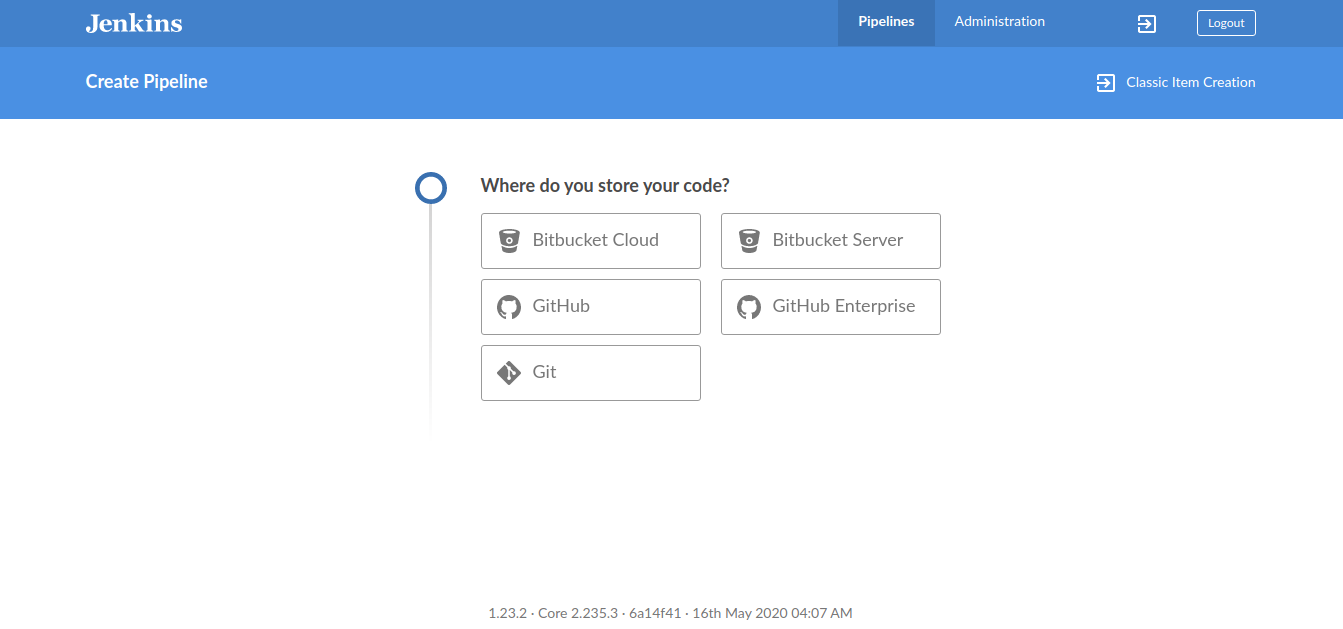 Jenkins Pipelines Administration Logout
Create Pipeline Classic Item Creation
Where do you store your code?
Bitbucket Cloud Bitbucket Server
GitHub GitHub Enterprise
Git
1.23.2 · Core 2.235.3 · 6a14f41 · 16th May 2020 04:07 AM